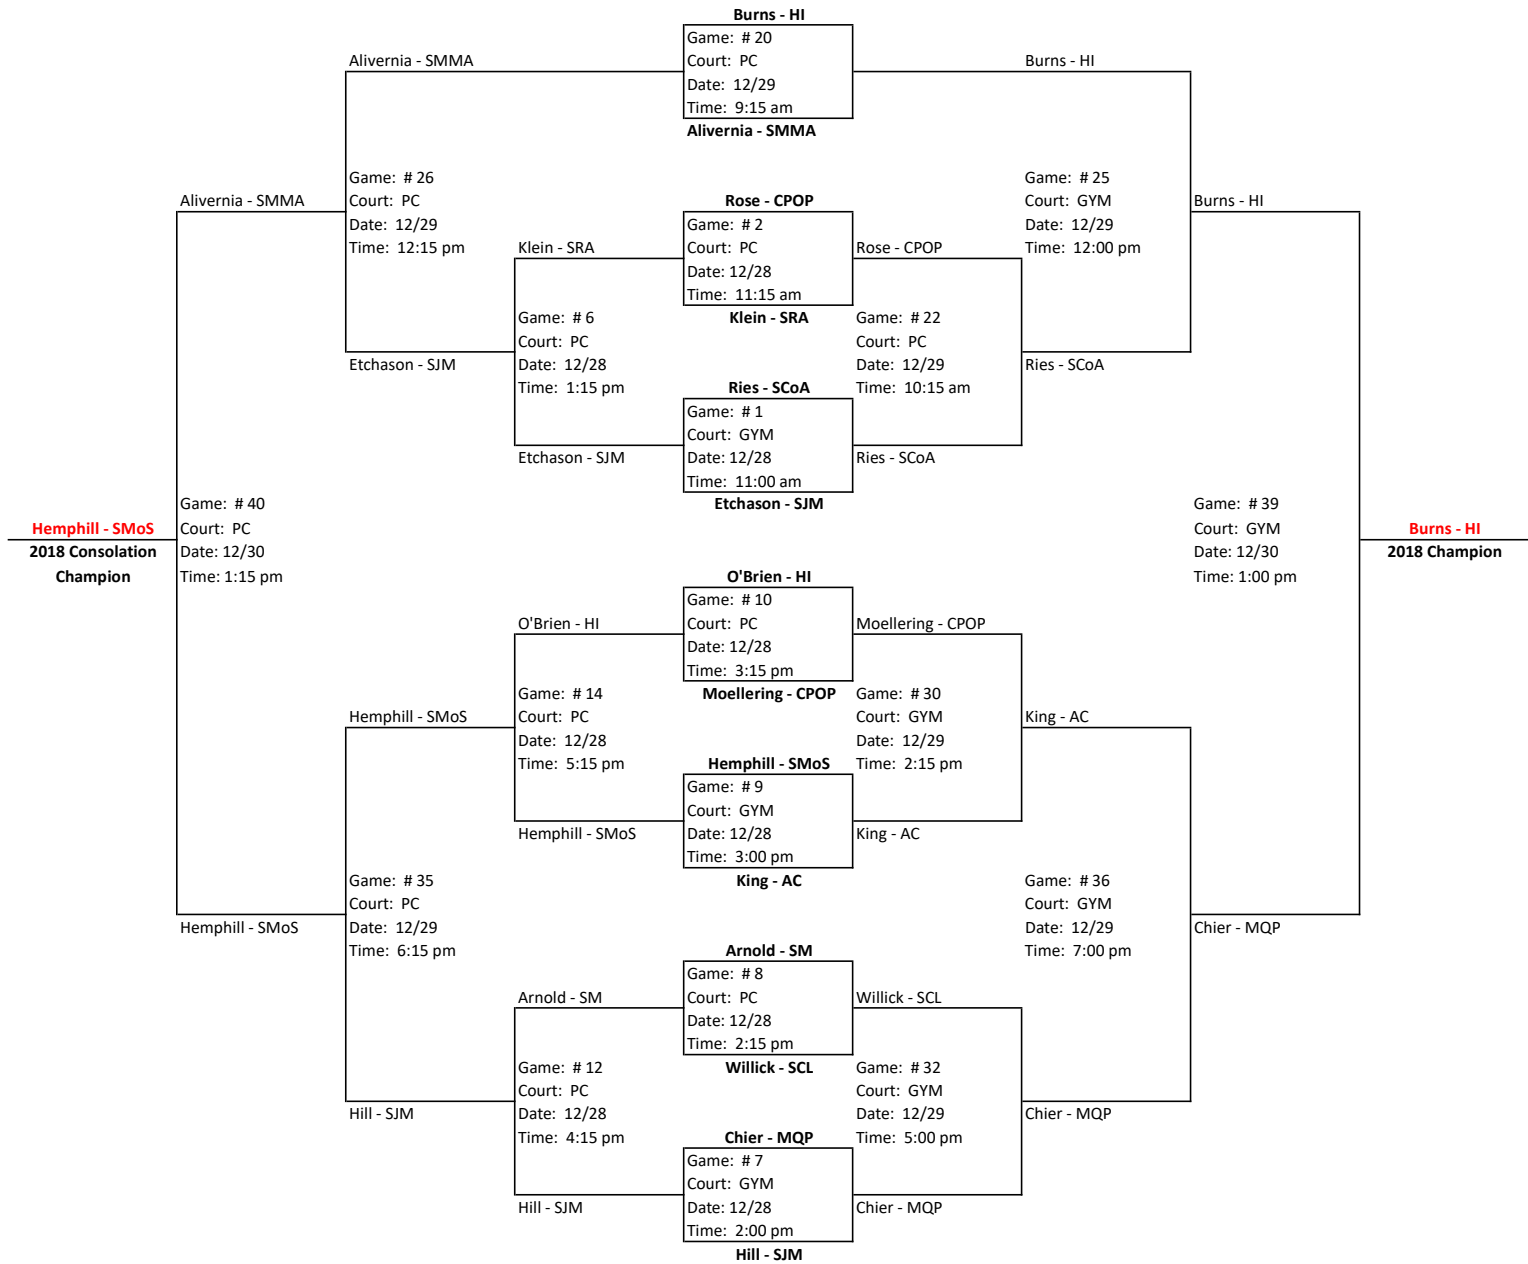 Burns - HI
Game: # 20
Court: PC
Date: 12/29
Time: 9:15 am
Alivernia - SMMA
Alivernia - SMMA
Burns - HI
Game: # 26
Court: PC
Date: 12/29
Time: 12:15 pm
Game: # 25
Court: GYM
Date: 12/29
Time: 12:00 pm
Alivernia - SMMA
Burns - HI
Rose - CPOP
Game: # 2
Court: PC
Date: 12/28
Time: 11:15 am
Klein - SRA
Klein - SRA
Rose - CPOP
Game: # 6
Court: PC
Date: 12/28
Time: 1:15 pm
Game: # 22
Court: PC
Date: 12/29
Time: 10:15 am
Etchason - SJM
Ries - SCoA
Ries - SCoA
Game: # 1
Court: GYM
Date: 12/28
Time: 11:00 am
Etchason - SJM
Etchason - SJM
Ries - SCoA
Game: # 40
Court: PC
Date: 12/30
Time: 1:15 pm
Hemphill - SMoS
2018 Consolation
Champion
Game: # 39
Court: GYM
Date: 12/30
Time: 1:00 pm
Burns - HI
2018 Champion
O'Brien - HI
Game: # 10
Court: PC
Date: 12/28
Time: 3:15 pm
Moellering - CPOP
O'Brien - HI
Moellering - CPOP
Game: # 14
Court: PC
Date: 12/28
Time: 5:15 pm
Game: # 30
Court: GYM
Date: 12/29
Time: 2:15 pm
Hemphill - SMoS
King - AC
Hemphill - SMoS
Game: # 9
Court: GYM
Date: 12/28
Time: 3:00 pm
King - AC
Hemphill - SMoS
King - AC
Game: # 35
Court: PC
Date: 12/29
Time: 6:15 pm
Game: # 36
Court: GYM
Date: 12/29
Time: 7:00 pm
Hemphill - SMoS
Chier - MQP
Arnold - SM
Game: # 8
Court: PC
Date: 12/28
Time: 2:15 pm
Willick - SCL
Arnold - SM
Willick - SCL
Game: # 12
Court: PC
Date: 12/28
Time: 4:15 pm
Game: # 32
Court: GYM
Date: 12/29
Time: 5:00 pm
Hill - SJM
Chier - MQP
Chier - MQP
Game: # 7
Court: GYM
Date: 12/28
Time: 2:00 pm
Hill - SJM
Hill - SJM
Chier - MQP